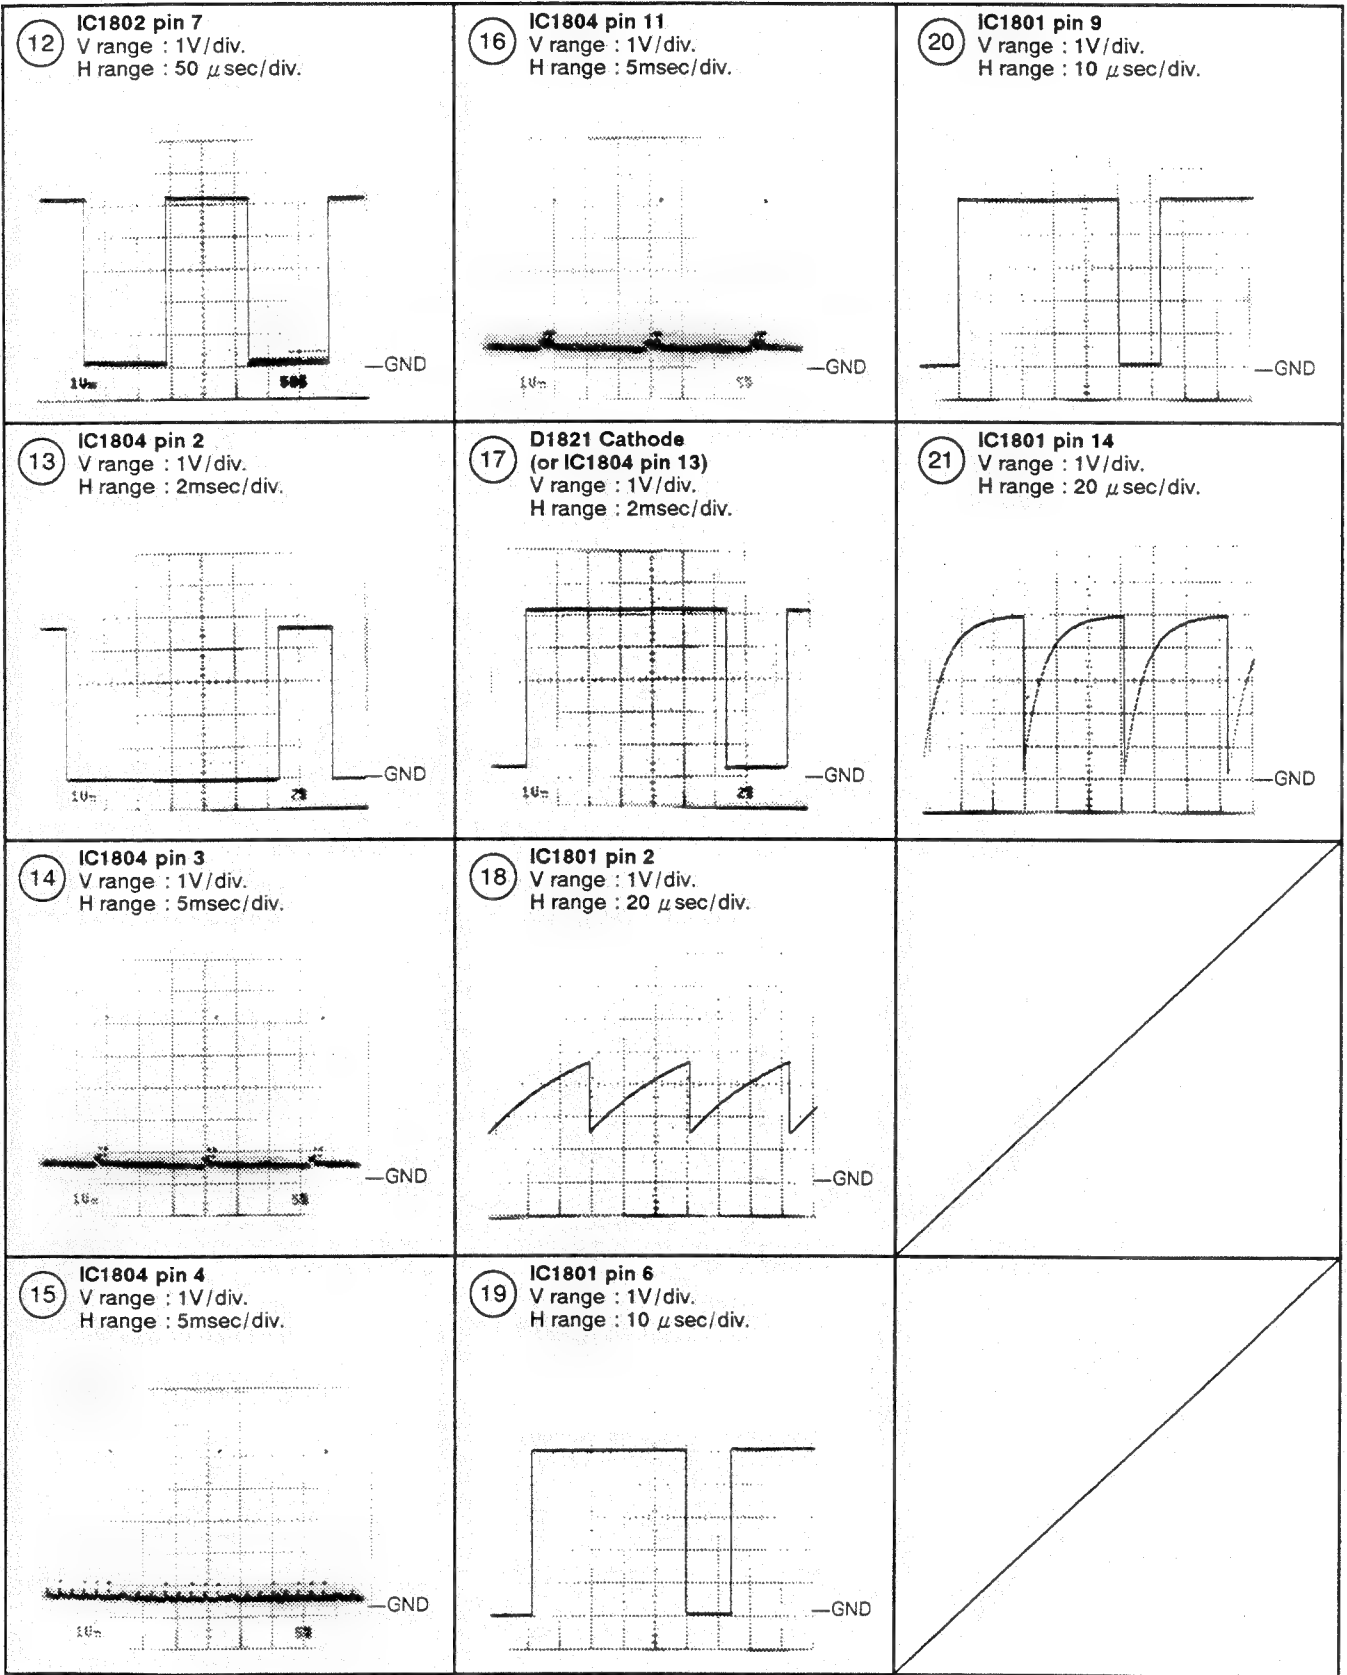 12
IC1802 pin 7
V range : 1V/div.
H range : 50 μsec/div.
—GND
13
IC1804 pin 2
V range : 1V/div.
H range : 2msec/div.
—GND
14
IC1804 pin 3
V range : 1V/div.
H range : 5msec/div.
—GND
15
IC1804 pin 4
V range : 1V/div.
H range : 5msec/div.
—GND
16
IC1804 pin 11
V range : 1V/div.
H range : 5msec/div.
—GND
17
D1821 Cathode
(or IC1804 pin 13)
V range : 1V/div.
H range : 2msec/div.
—GND
18
IC1801 pin 2
V range : 1V/div.
H range : 20 μsec/div.
—GND
19
IC1801 pin 6
V range : 1V/div.
H range : 10 μsec/div.
—GND
20
IC1801 pin 9
V range : 1V/div.
H range : 10 μsec/div.
—GND
21
IC1801 pin 14
V range : 1V/div.
H range : 20 μsec/div.
—GND